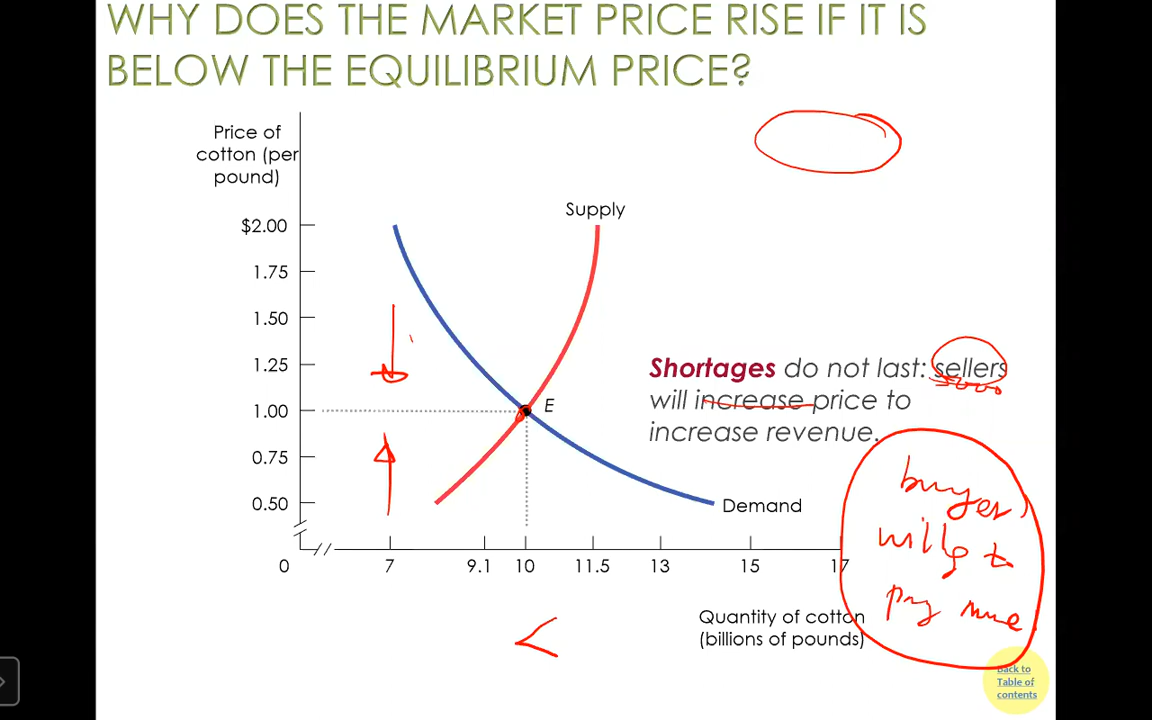 WHY DOES THE MARKET PRICE RISE IF IT IS
BELOW THE EQUILIBRIUM PRICE?
Price of
cotton (per
pound)
Supply
$2.00
1.75
1.50
1.25
1.00
0.75
0.50
E
Shortages do not last: sellers
will increase price to
increase revenue.
Demand
0
7
9.1
10
11.5
13
15
17
Quantity of cotton
(billions of pounds)
buyer
to
pay more
Back to
Table of
contents